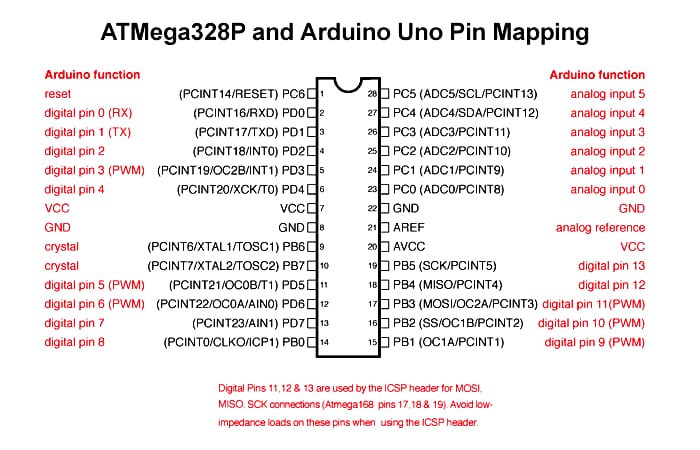 ATMega328P and Arduino Uno Pin Mapping
Arduino function Arduino function
reset (PCINT14/RESET) PC6 1 28 PC5 (ADC5/SCL/PCINT13) analog input 5
digital pin 0 (RX) (PCINT16/RXD) PD0 2 27 PC4 (ADC4/SDA/PCINT12) analog input 4
digital pin 1 (TX) (PCINT17/TXD) PD1 3 26 PC3 (ADC3/PCINT11) analog input 3
digital pin 2 (PCINT18/INT0) PD2 4 25 PC2 (ADC2/PCINT10) analog input 2
digital pin 3 (PWM) (PCINT19/OC2B/INT1) PD3 5 24 PC1 (ADC1/PCINT9) analog input 1
digital pin 4 (PCINT20/XCK/T0) PD4 6 23 PC0 (ADC0/PCINT8) analog input 0
VCC VCC 7 22 GND GND
GND GND 8 21 AREF analog reference
crystal (PCINT6/XTAL1/TOSC1) PB6 9 20 AVCC VCC
crystal (PCINT7/XTAL2/TOSC2) PB7 10 19 PB5 (SCK/PCINT5) digital pin 13
digital pin 5 (PWM) (PCINT21/OC0B/T1) PD5 11 18 PB4 (MISO/PCINT4) digital pin 12
digital pin 6 (PWM) (PCINT22/OC0A/AIN0) PD6 12 17 PB3 (MOSI/OC2A/PCINT3) digital pin 11(PWM)
digital pin 7 (PCINT23/AIN1) PD7 13 16 PB2 (SS/OC1B/PCINT2) digital pin 10 (PWM)
digital pin 8 (PCINT0/CLKO/ICP1) PB0 14 15 PB1 (OC1A/PCINT1) digital pin 9 (PWM)
Digital Pins 11,12 & 13 are used by the ICSP header for MOSI,
MISO, SCK connections (Atmega168 pins 17,18 & 19). Avoid low-
impedance loads on these pins when using the ICSP header.